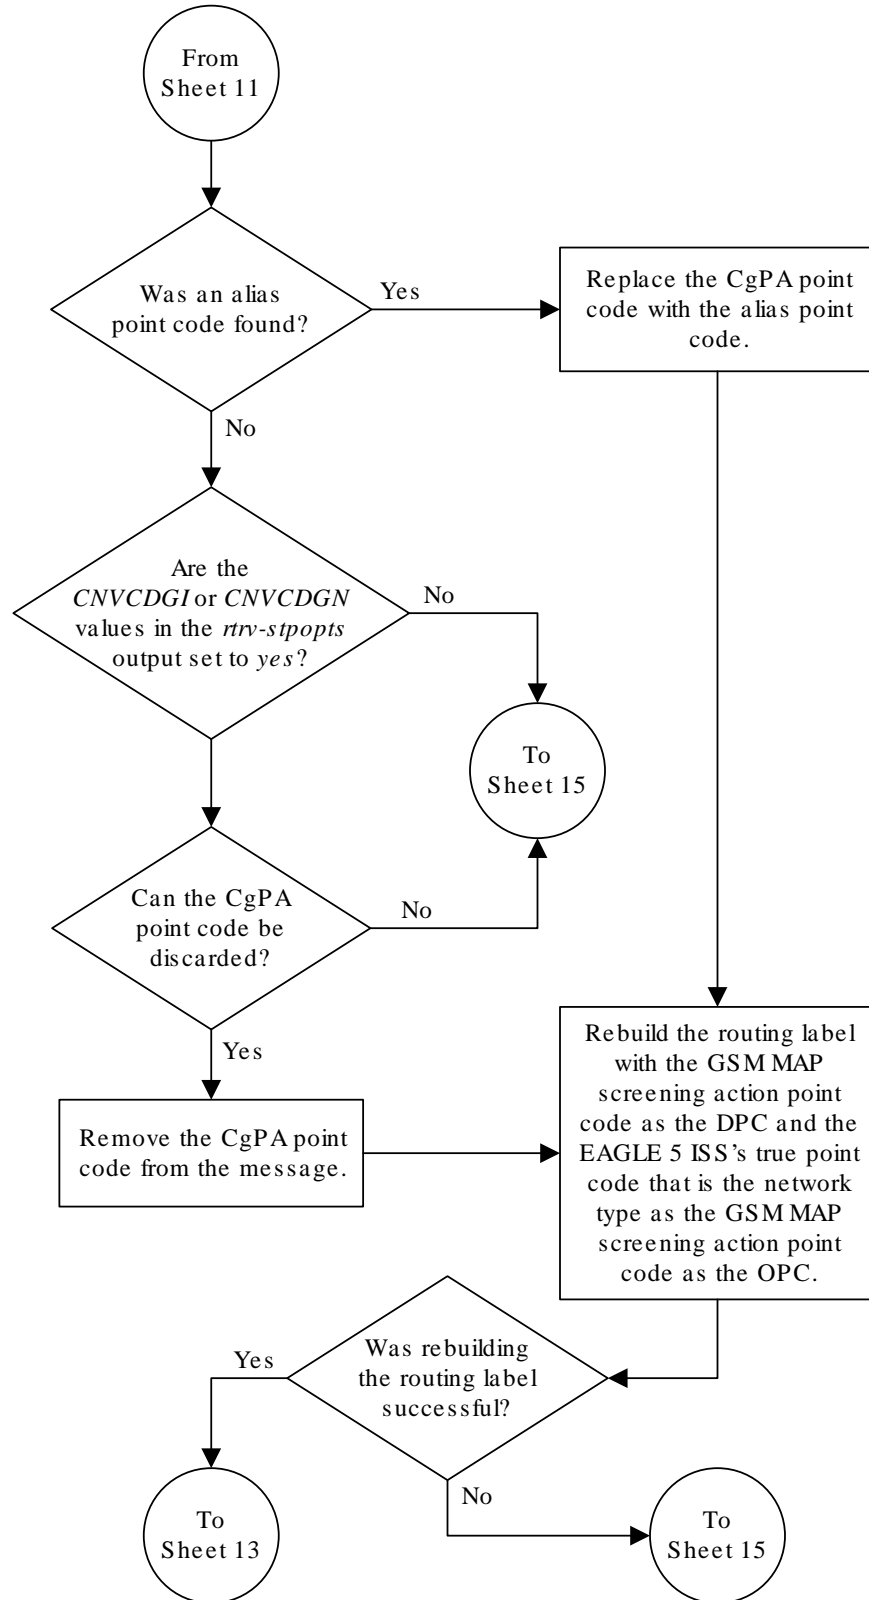 From
Sheet 11
Was an alias
point code found?
Yes
Replace the CgPA point
code with the alias point
code.
No
Are the
CNVCDGI or CNVCDGN
values in the rtrv-stpopts
output set to yes?
No
To
Sheet 15
Can the CgPA
point code be
discarded?
No
Yes
Remove the CgPA point
code from the message.
Rebuild the routing label
with the GSM MAP
screening action point
code as the DPC and the
EAGLE 5 ISS’s true point
code that is the network
type as the GSM MAP
screening action point
code as the OPC.
Was rebuilding
the routing label
successful?
Yes
No
To
Sheet 13
To
Sheet 15